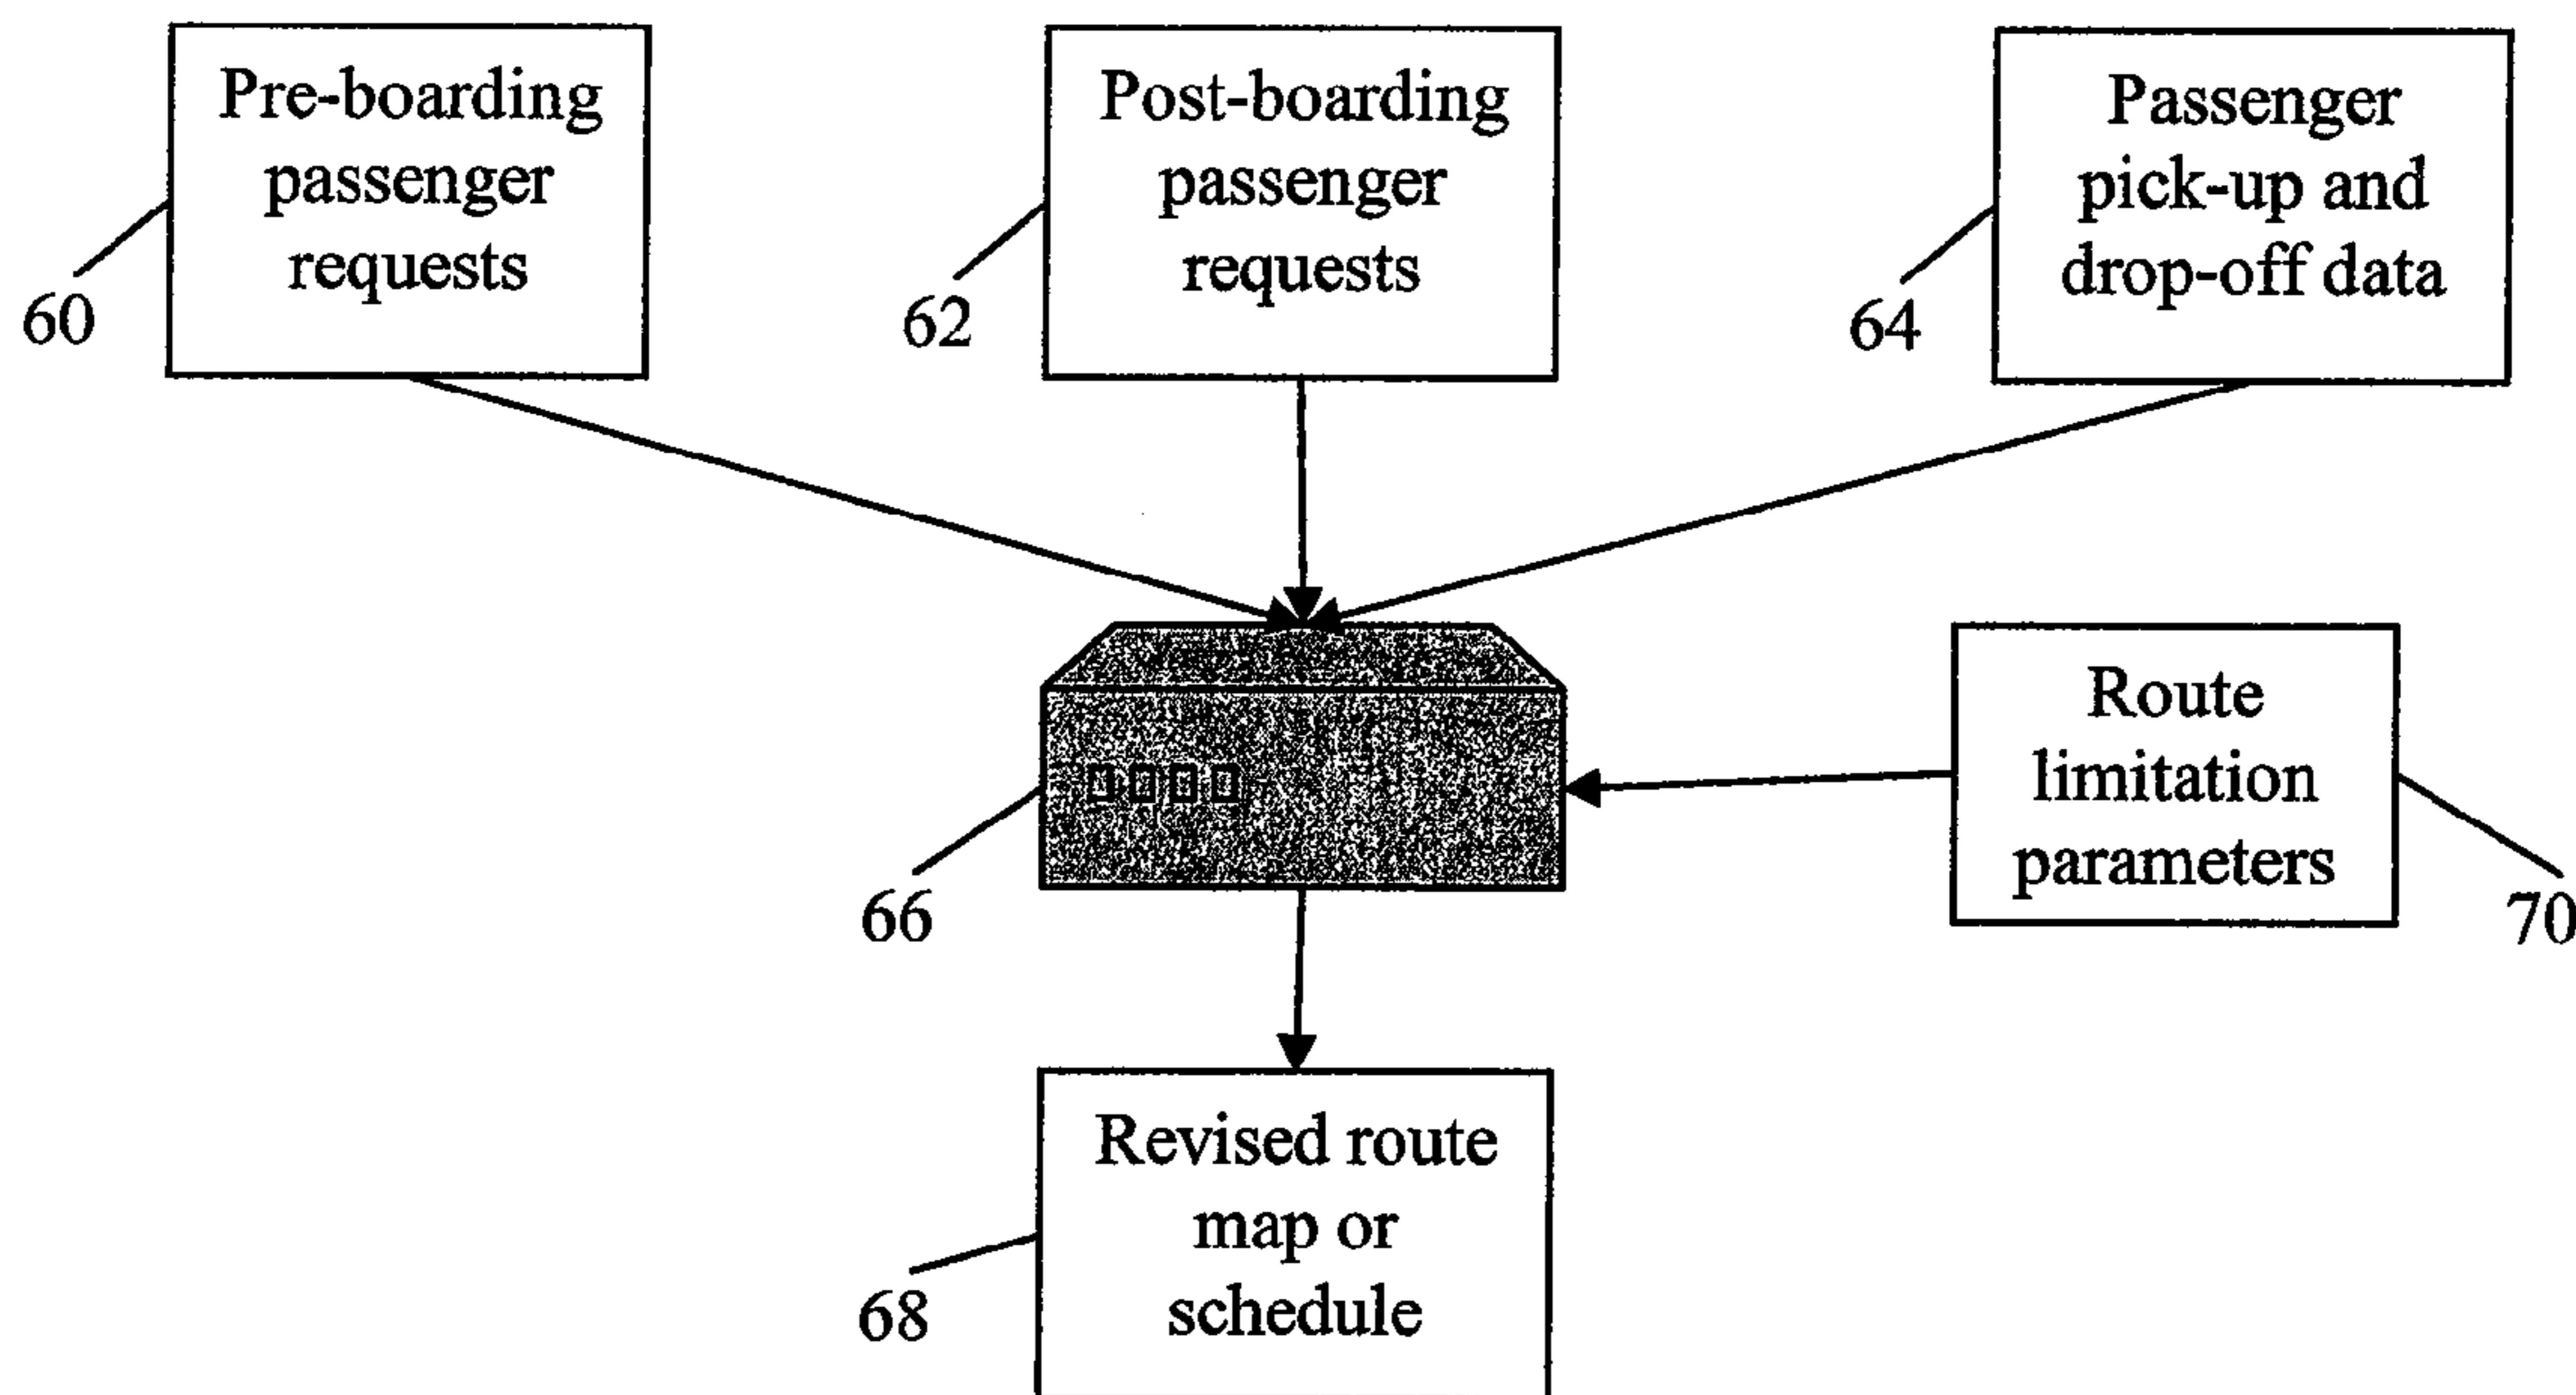 Pre-boarding
passenger
requests
60
Post-boarding
passenger
requests
62
Passenger
pick-up and
drop-off data
64
66
Route
limitation
parameters
70
Revised route
map or
schedule
68